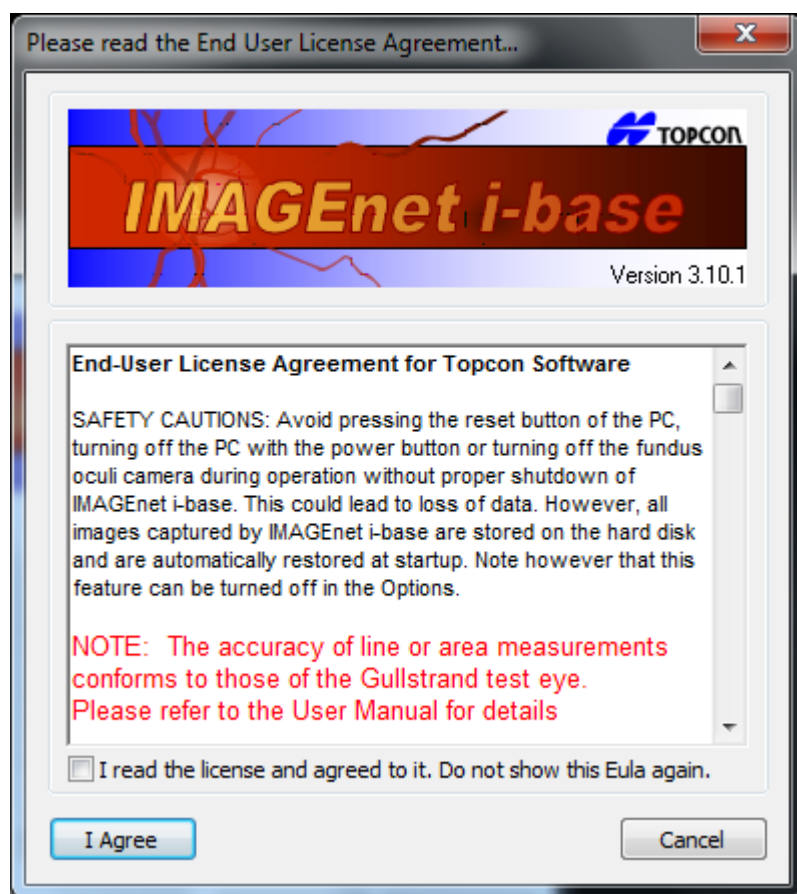 Please read the End User License Agreement...
TOPCON
IMAGEnet i-base
Version 3.10.1
End-User License Agreement for Topcon Software
SAFETY CAUTIONS: Avoid pressing the reset button of the PC,
turning off the PC with the power button or turning off the fundus
oculi camera during operation without proper shutdown of
IMAGEnet i-base. This could lead to loss of data. However, all
images captured by IMAGEnet i-base are stored on the hard disk
and are automatically restored at startup. Note however that this
feature can be turned off in the Options.
NOTE: The accuracy of line or area measurements
conforms to those of the Gullstrand test eye.
Please refer to the User Manual for details
I read the license and agreed to it. Do not show this Eula again.
I Agree
Cancel